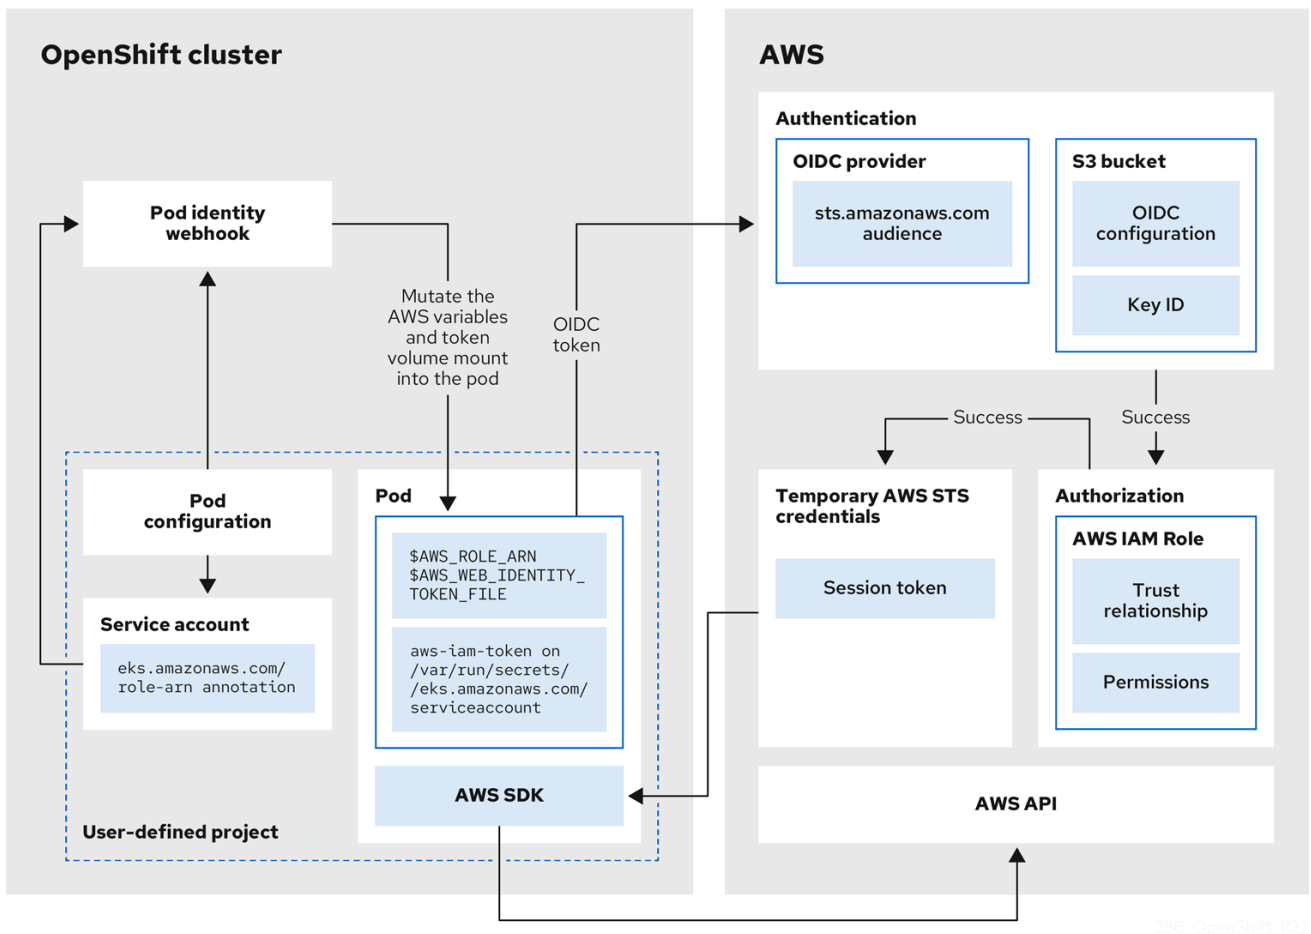 OpenShift cluster
Pod identity
webhook
Mutate the
AWS variables
and token
volume mount
into the pod
OIDC
token
Pod
configuration
Service account
eks.amazonaws.com/
role-arn annotation
User-defined project
Pod
$AWS_ROLE_ARN
$AWS_WEB_IDENTITY_
TOKEN_FILE
aws-iam-token on
/var/run/secrets/
/eks.amazonaws.com/
serviceaccount
AWS SDK
AWS
Authentication
OIDC provider
sts.amazonaws.com
audience
S3 bucket
OIDC
configuration
Key ID
Success
Success
Temporary AWS STS
credentials
Session token
Authorization
AWS IAM Role
Trust
relationship
Permissions
AWS API
286_OpenShift_1122